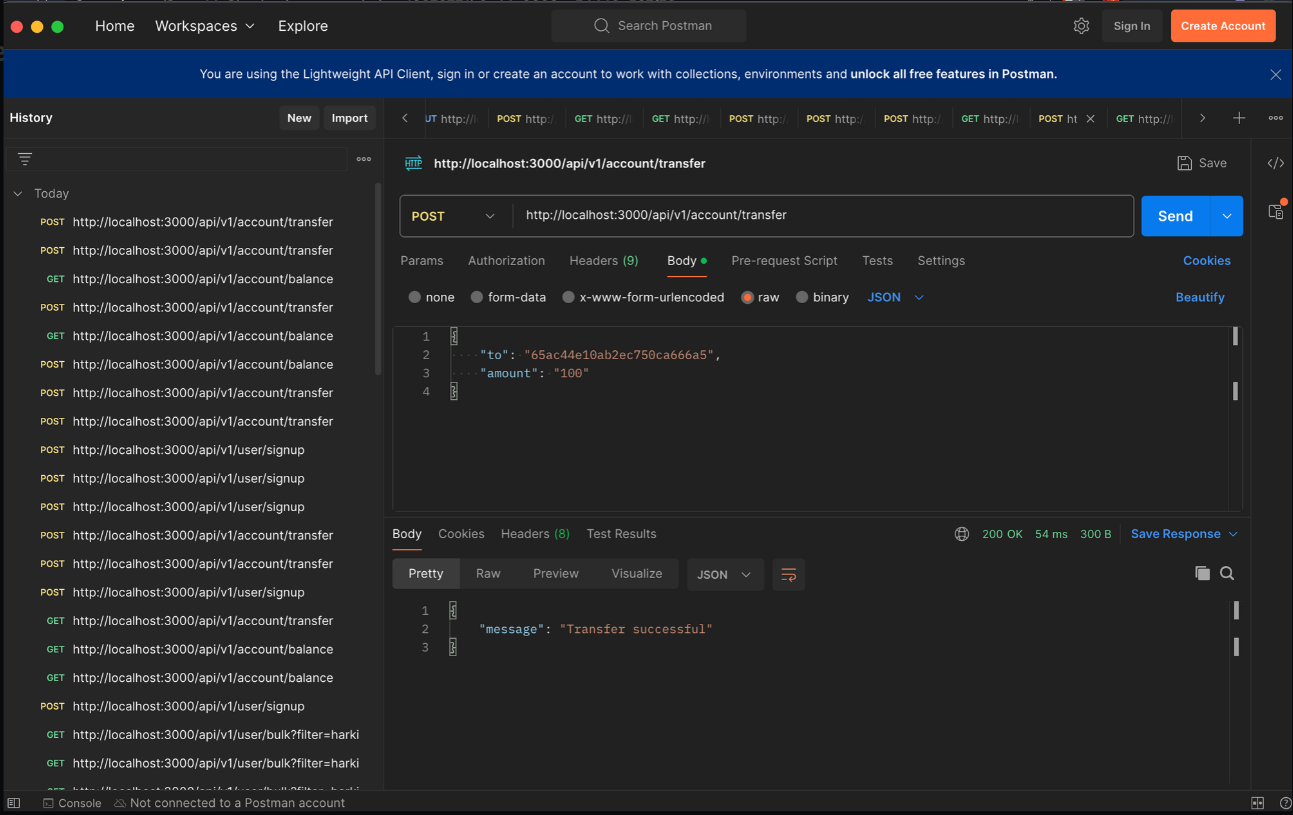 Home Workspaces Explore Search Postman Sign In Create Account
You are using the Lightweight API Client, sign in or create an account to work with collections, environments and unlock all free features in Postman.
History New Import
UT http:// POST http:/ GET http:// GET http:// POST http:/ POST http:/ POST http:/ GET http:// POST ht GET http://
http://localhost:3000/api/v1/account/transfer Save
Today
POST http://localhost:3000/api/v1/account/transfer
POST http://localhost:3000/api/v1/account/transfer
GET http://localhost:3000/api/v1/account/balance
POST http://localhost:3000/api/v1/account/transfer
GET http://localhost:3000/api/v1/account/balance
POST http://localhost:3000/api/v1/account/balance
POST http://localhost:3000/api/v1/account/transfer
POST http://localhost:3000/api/v1/account/transfer
POST http://localhost:3000/api/v1/user/signup
POST http://localhost:3000/api/v1/user/signup
POST http://localhost:3000/api/v1/user/signup
POST http://localhost:3000/api/v1/account/transfer
POST http://localhost:3000/api/v1/account/transfer
POST http://localhost:3000/api/v1/user/signup
GET http://localhost:3000/api/v1/account/transfer
GET http://localhost:3000/api/v1/account/balance
GET http://localhost:3000/api/v1/account/balance
POST http://localhost:3000/api/v1/user/signup
GET http://localhost:3000/api/v1/user/bulk?filter=harki
GET http://localhost:3000/api/v1/user/bulk?filter=harki
POST http://localhost:3000/api/v1/account/transfer Send
Params Authorization Headers (9) Body Pre-request Script Tests Settings Cookies
none form-data x-www-form-urlencoded raw binary JSON Beautify
1 {
2 "to": "65ac44e10ab2ec750ca666a5",
3 "amount": "100"
4 }
Body Cookies Headers (8) Test Results 200 OK 54 ms 300 B Save Response
Pretty Raw Preview Visualize JSON
1 {
2 "message": "Transfer successful"
3 }
Console Not connected to a Postman account